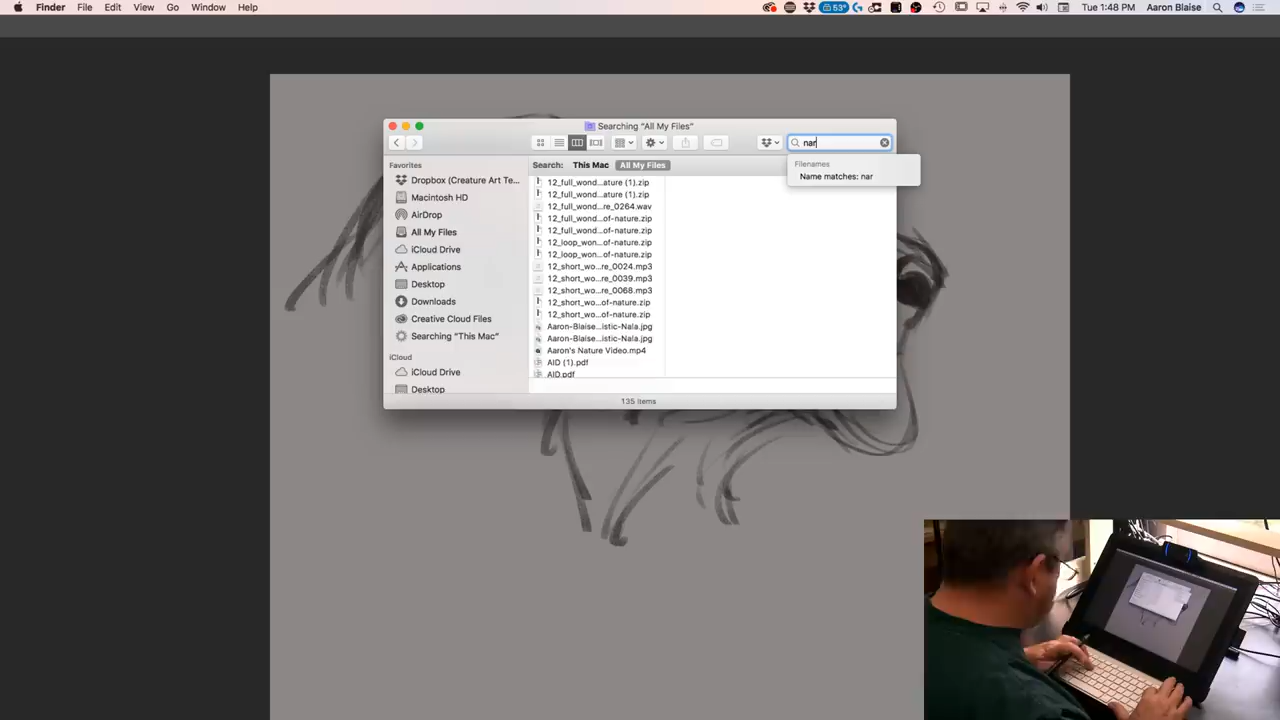 Finder File Edit View Go Window Help
53° Tue 1:48 PM Aaron Blaise
Searching "All My Files"
nar
Filenames
Name matches: nar
Search: This Mac All My Files
Favorites
Dropbox (Creature Art Te...
Macintosh HD
AirDrop
All My Files
iCloud Drive
Applications
Desktop
Downloads
Creative Cloud Files
Searching "This Mac"
iCloud
iCloud Drive
Desktop
12_full_wond...ature (1).zip
12_full_wond...ature (1).zip
12_full_wond...re_0264.wav
12_full_wond...of-nature.zip
12_full_wond...of-nature.zip
12_loop_won...of-nature.zip
12_loop_won...of-nature.zip
12_short_wo...re_0024.mp3
12_short_wo...re_0039.mp3
12_short_wo...re_0068.mp3
12_short_wo...of-nature.zip
12_short_wo...of-nature.zip
Aaron-Blaise...istic-Nala.jpg
Aaron-Blaise...istic-Nala.jpg
Aaron's Nature Video.mp4
AID (1).pdf
AID.pdf
135 items